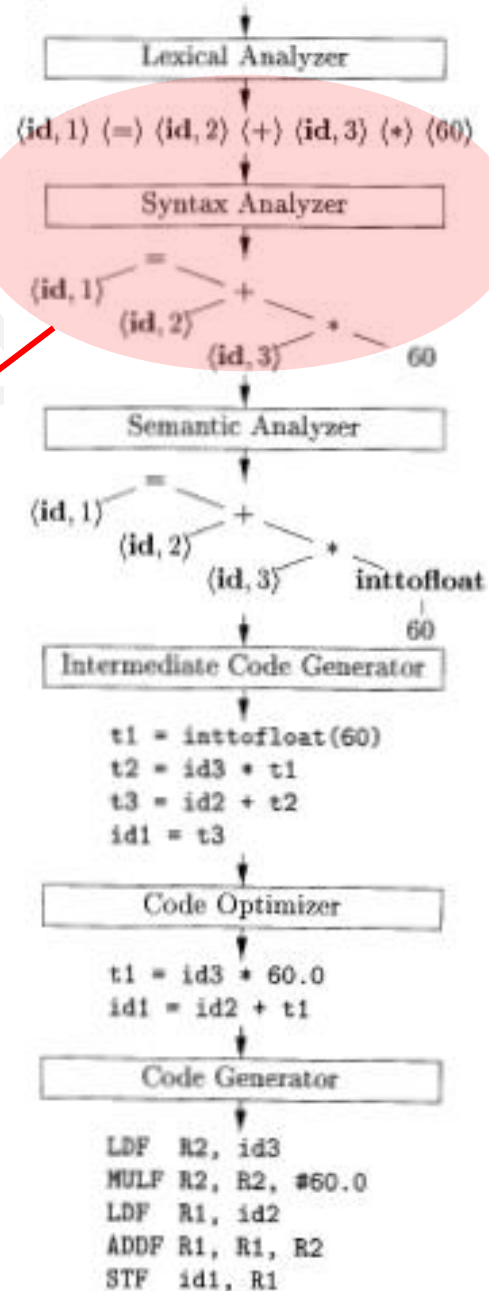 Lexical Analyzer
⟨id, 1⟩ ⟨=⟩ ⟨id, 2⟩ ⟨+⟩ ⟨id, 3⟩ ⟨*⟩ ⟨60⟩
Syntax Analyzer
=
⟨id, 1⟩ +
⟨id, 2⟩ *
⟨id, 3⟩ 60
Semantic Analyzer
=
⟨id, 1⟩ +
⟨id, 2⟩ *
⟨id, 3⟩ inttofloat
60
Intermediate Code Generator
t1 = inttofloat(60)
t2 = id3 * t1
t3 = id2 + t2
id1 = t3
Code Optimizer
t1 = id3 * 60.0
id1 = id2 + t1
Code Generator
LDF R2, id3
MULF R2, R2, #60.0
LDF R1, id2
ADDF R1, R1, R2
STF id1, R1